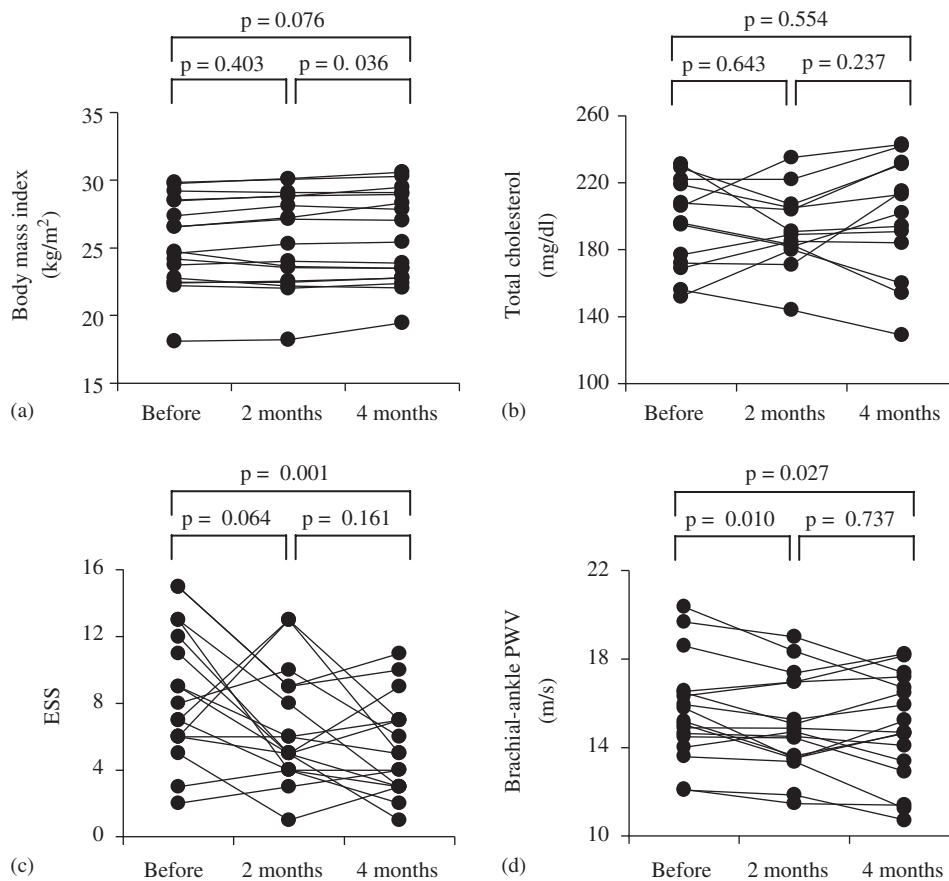 p = 0.076
p = 0.403
p = 0. 036
35
30
25
20
15
Body mass index
(kg/m²)
(a)
Before
2 months
4 months
p = 0.554
p = 0.643
p = 0.237
260
220
180
140
100
Total cholesterol
(mg/dl)
(b)
Before
2 months
4 months
p = 0.001
p = 0.064
p = 0.161
16
12
8
4
0
ESS
(c)
Before
2 months
4 months
p = 0.027
p = 0.010
p = 0.737
22
18
14
10
Brachial-ankle PWV
(m/s)
(d)
Before
2 months
4 months